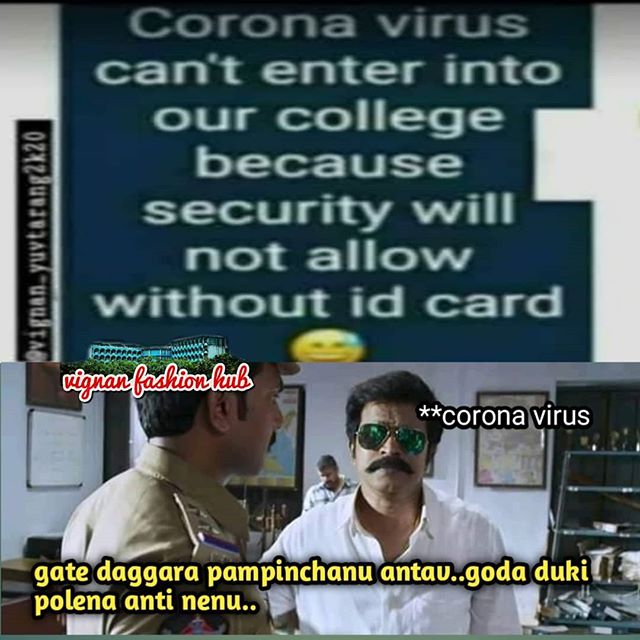 Corona virus
can't enter into
our college
because
security will
not allow
without id card
@vignan_yuvtarang2k20
vignan fashion hub
**corona virus
gate daggara pampinchanu antav..goda duki
polena anti nenu..